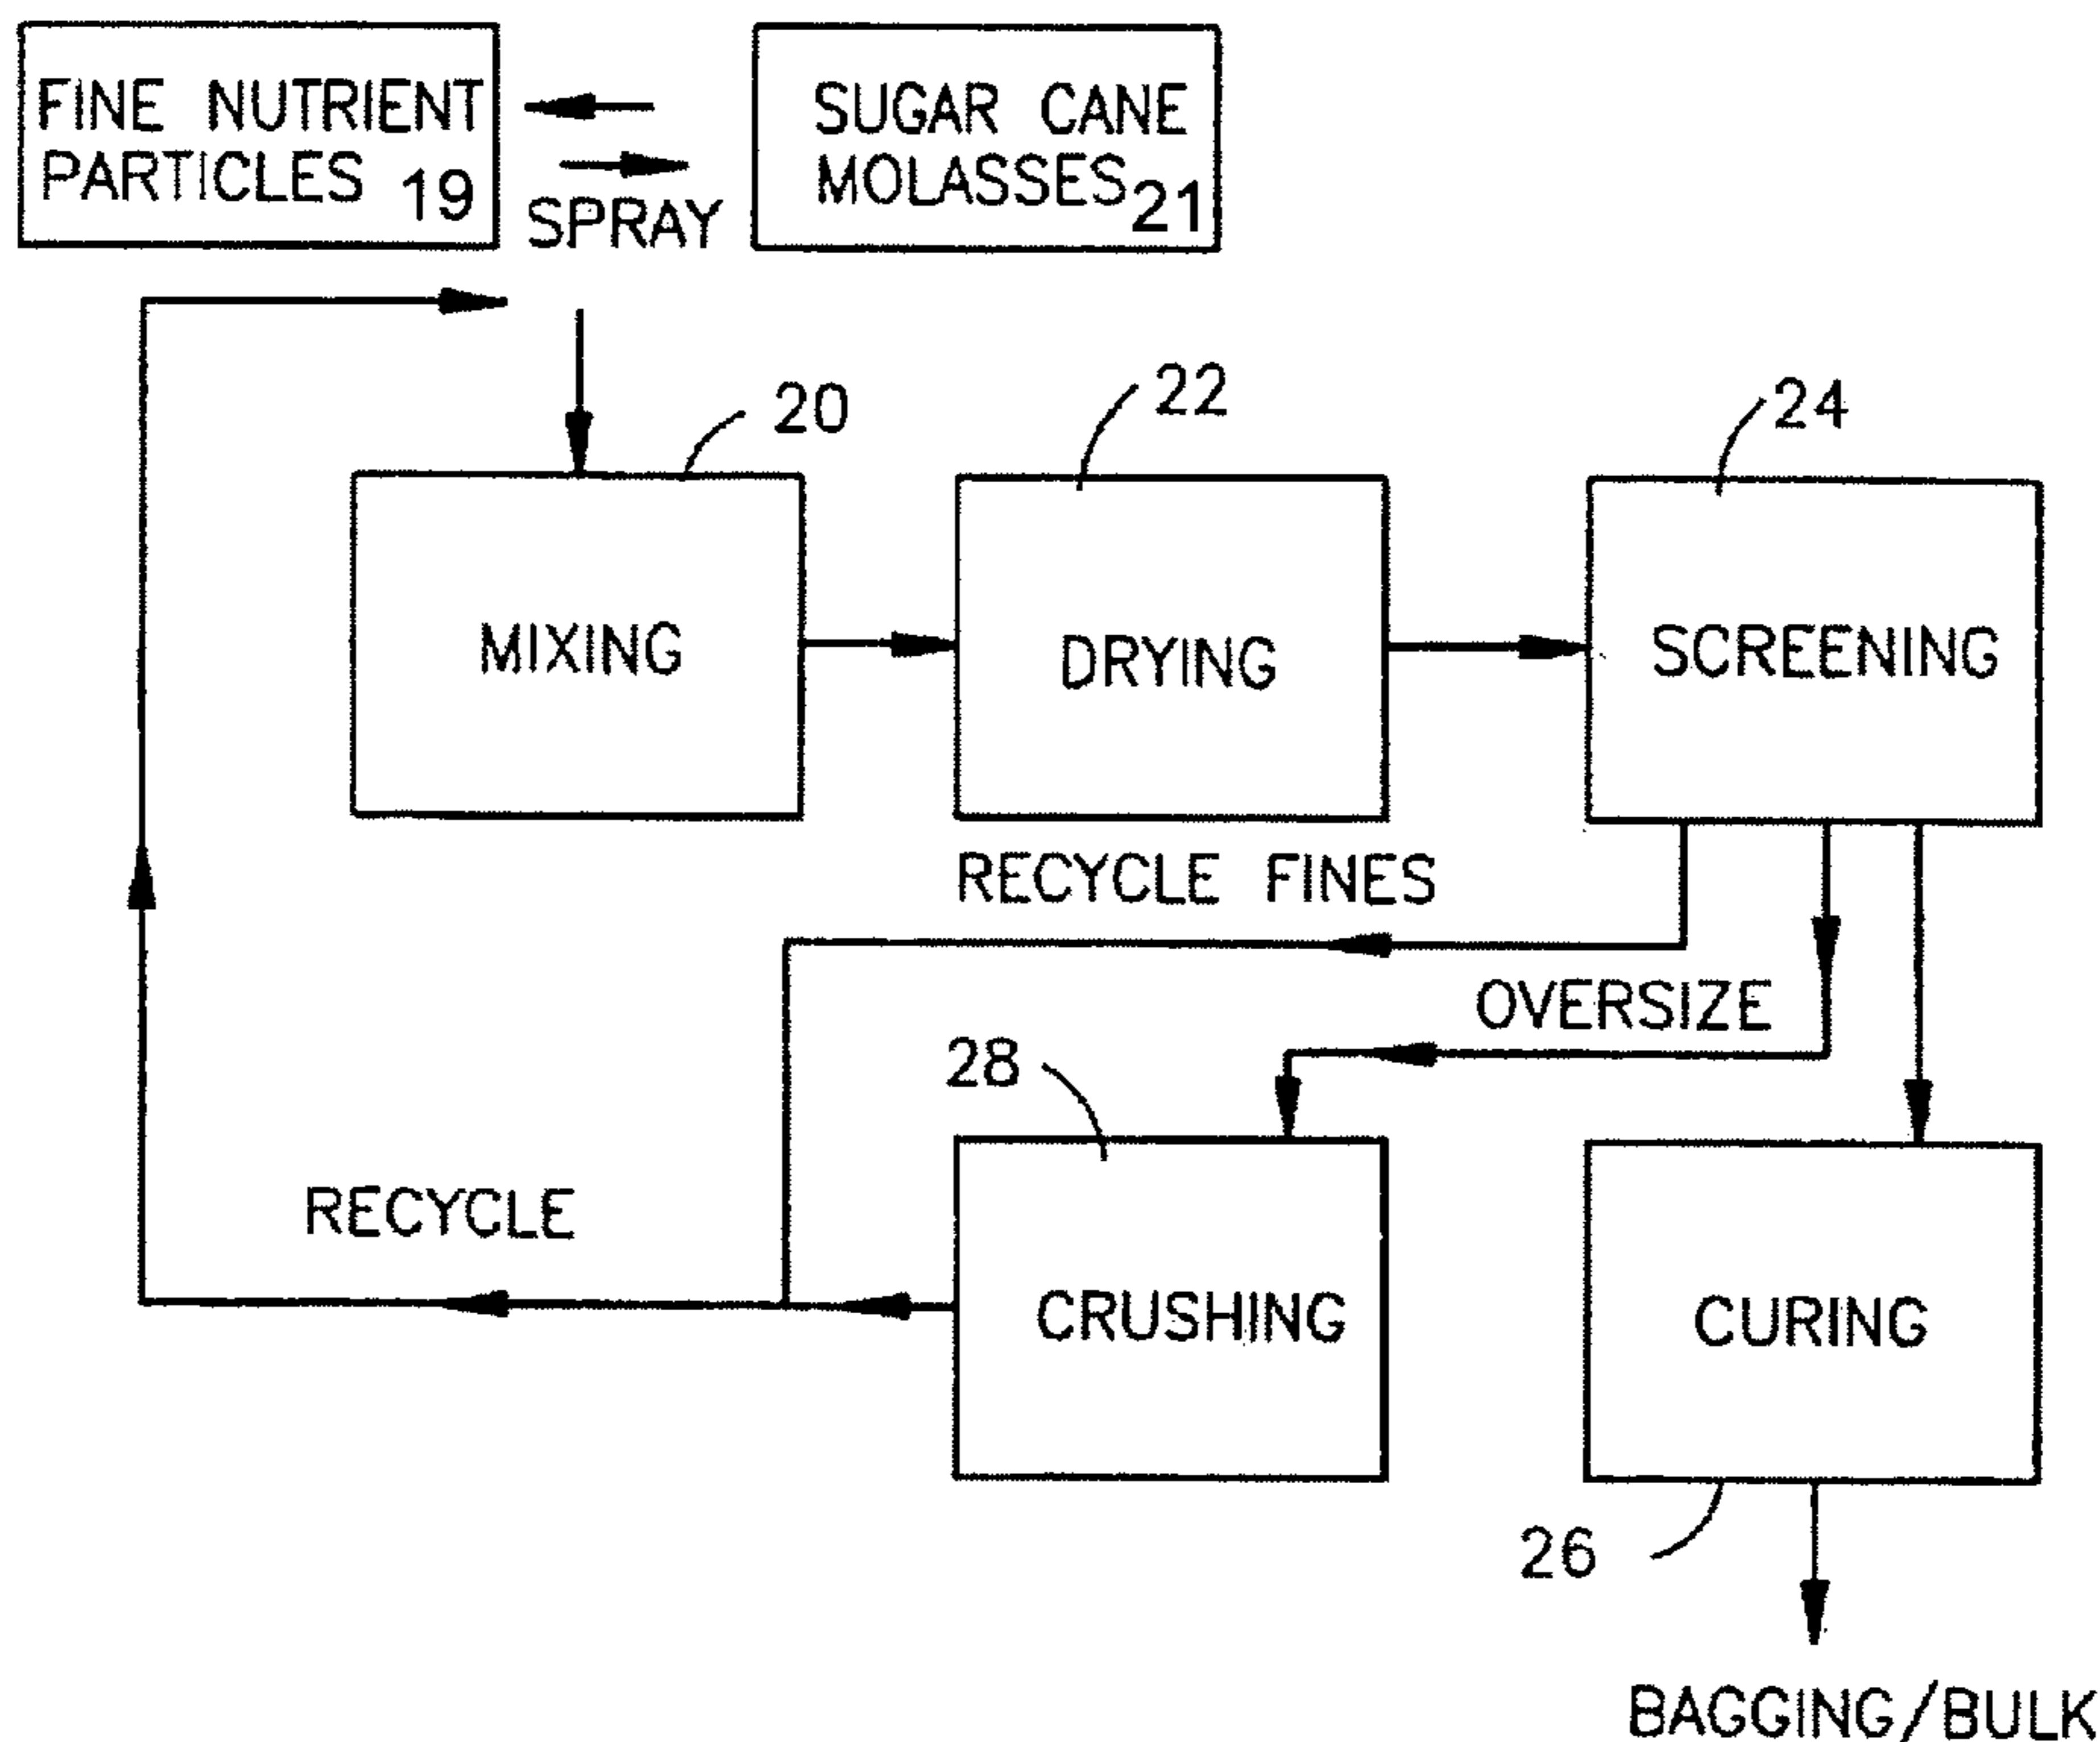 FINE NUTRIENT
PARTICLES 19
SPRAY
SUGAR CANE
MOLASSES 21
20
22
24
MIXING
DRYING
SCREENING
RECYCLE FINES
OVERSIZE
28
RECYCLE
CRUSHING
CURING
26
BAGGING/BULK